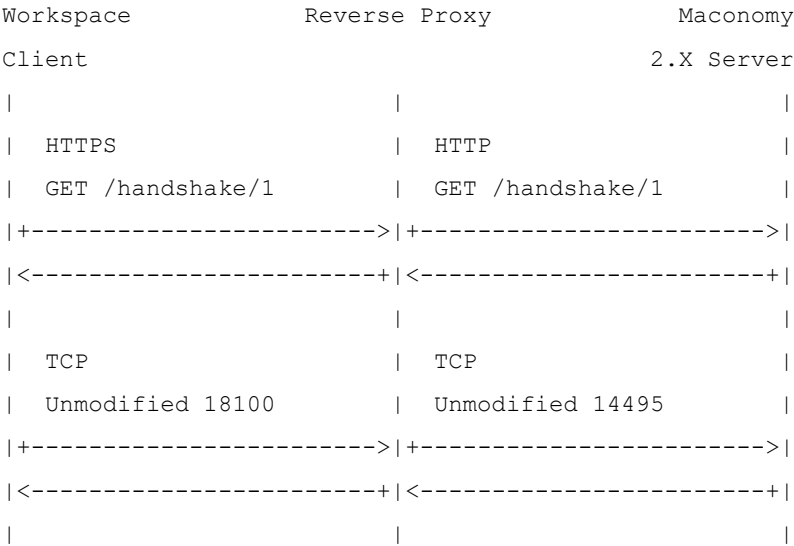 Workspace            Reverse Proxy             Maconomy
Client                                       2.X Server
|                          |                          |
|  HTTPS                   |  HTTP                    |
|  GET /handshake/1        |  GET /handshake/1        |
|+------------------------>|+------------------------>|
|<------------------------+|<------------------------+|
|                          |                          |
|  TCP                     |  TCP                     |
|  Unmodified 18100        |  Unmodified 14495        |
|+------------------------>|+------------------------>|
|<------------------------+|<------------------------+|
|                          |                          |